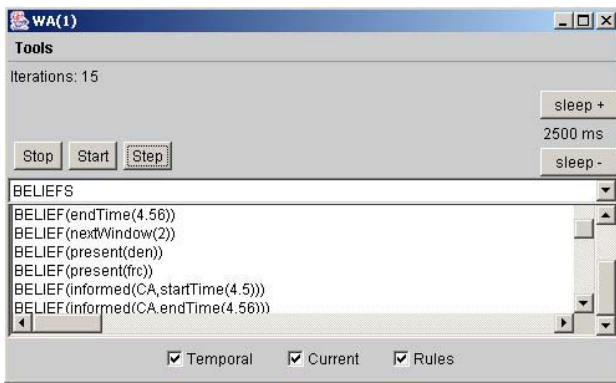 WA(1)
Tools
Iterations: 15
sleep +
2500 ms
Stop Start Step
sleep -
BELIEFS
BELIEF(endTime(4.56))
BELIEF(nextWindow(2))
BELIEF(present(den))
BELIEF(present(frc))
BELIEF(informed(CA,startTime(4.5)))
BELIEF(informed(CA,endTime(4.56)))
Temporal Current Rules